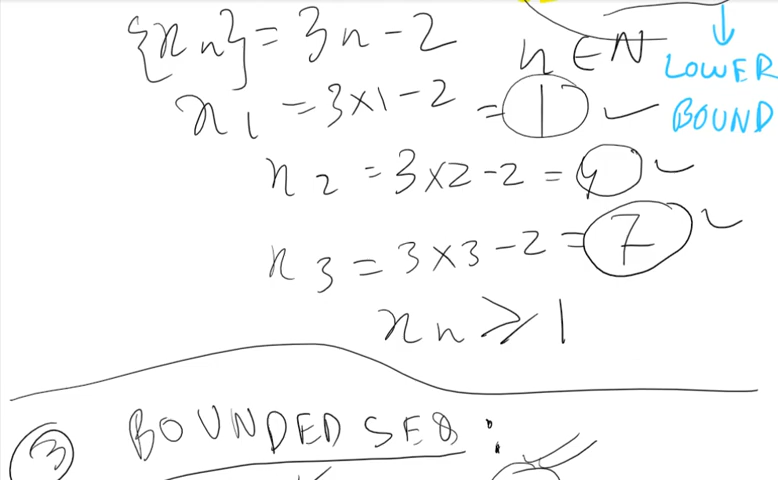 {xn} = 3n - 2 n ∈ N
↓
LOWER
BOUND
x1 = 3×1-2 = 1 ✓
x2 = 3×2-2 = 4 ✓
x3 = 3×3-2 = 7 ✓
xn ⩾ 1
③ BOUNDED SEQ :